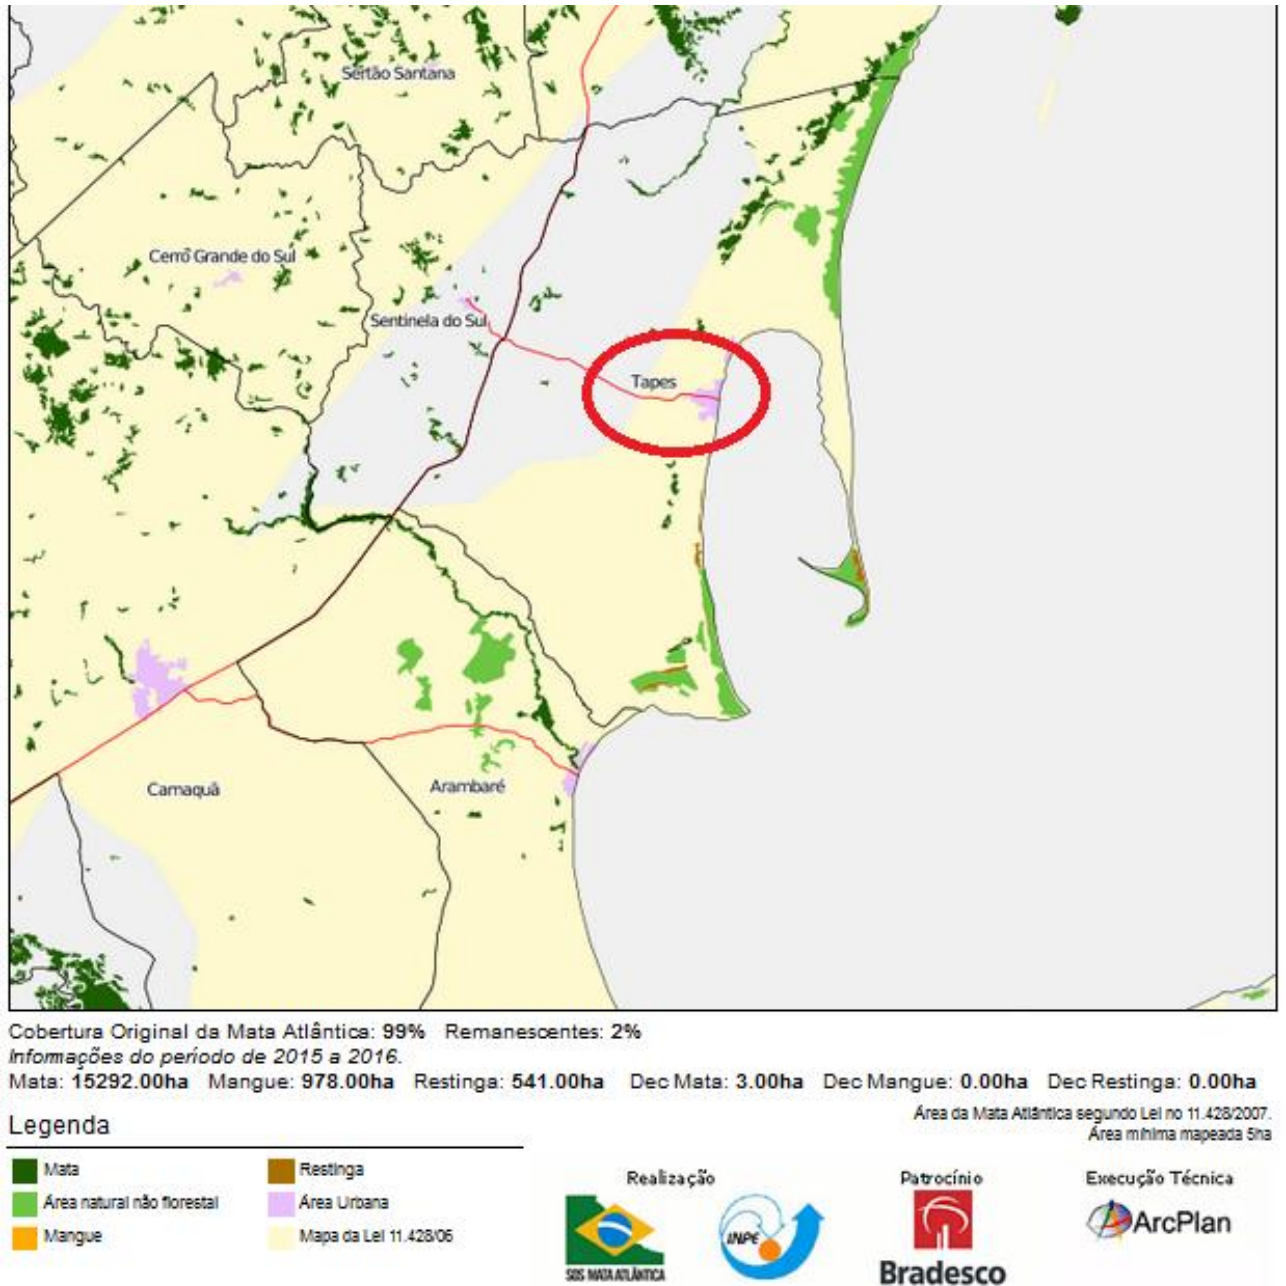 Sertão Santana
Cerro Grande do Sul
Sentinela do Sul
Tapes
Camaquã
Arambaré
Cobertura Original da Mata Atlântica: 99% Remanescentes: 2%
Informações do período de 2015 a 2016.
Mata: 15292.00ha Mangue: 978.00ha Restinga: 541.00ha Dec Mata: 3.00ha Dec Mangue: 0.00ha Dec Restinga: 0.00ha
Área da Mata Atlântica segundo Lei no 11.428/2007.
Área mínima mapeada 5ha
Legenda
Mata
Área natural não florestal
Mangue
Restinga
Área Urbana
Mapa da Lei 11.428/06
Realização
SOS MATA ATLÂNTICA
INPE
Patrocínio
Bradesco
Execução Técnica
ArcPlan